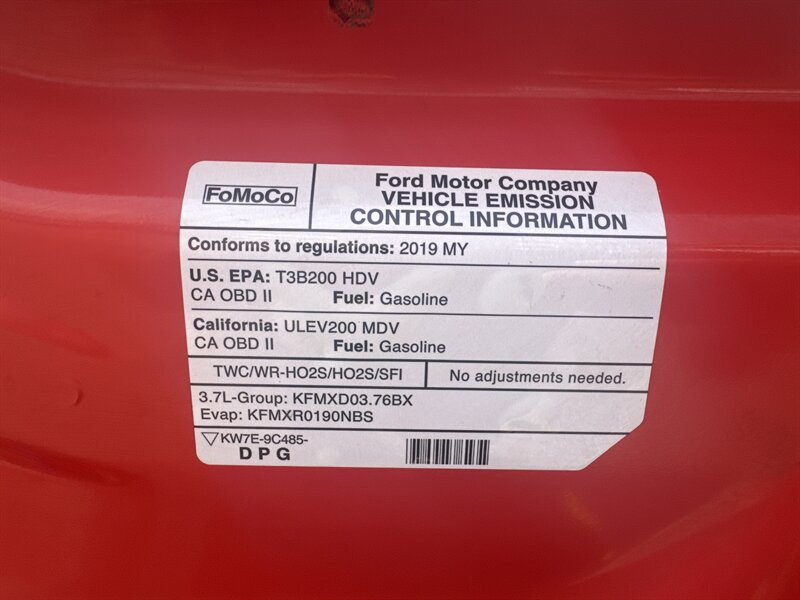 FoMoCo
Ford Motor Company
VEHICLE EMISSION
CONTROL INFORMATION
Conforms to regulations: 2019 MY
U.S. EPA: T3B200 HDV
CA OBD II Fuel: Gasoline
California: ULEV200 MDV
CA OBD II Fuel: Gasoline
TWC/WR-HO2S/HO2S/SFI No adjustments needed.
3.7L-Group: KFMXD03.76BX
Evap: KFMXR0190NBS
KW7E-9C485-
D P G